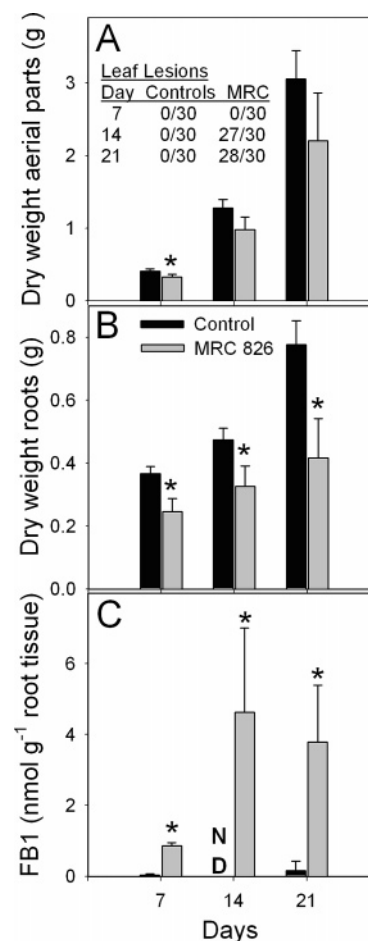 A
Dry weight aerial parts (g )
3
2
1
0
Leaf Lesions
Day Controls MRC
7 0/30 0/30
14 0/30 27/30
21 0/30 28/30
*
B
Dry weight roots (g)
0.8
0.6
0.4
0.2
0.0
Control
MRC 826
* * *
C
FB1 (nmol g⁻¹ root tissue)
6
4
2
0
* * *
N
D
7 14 21
Days